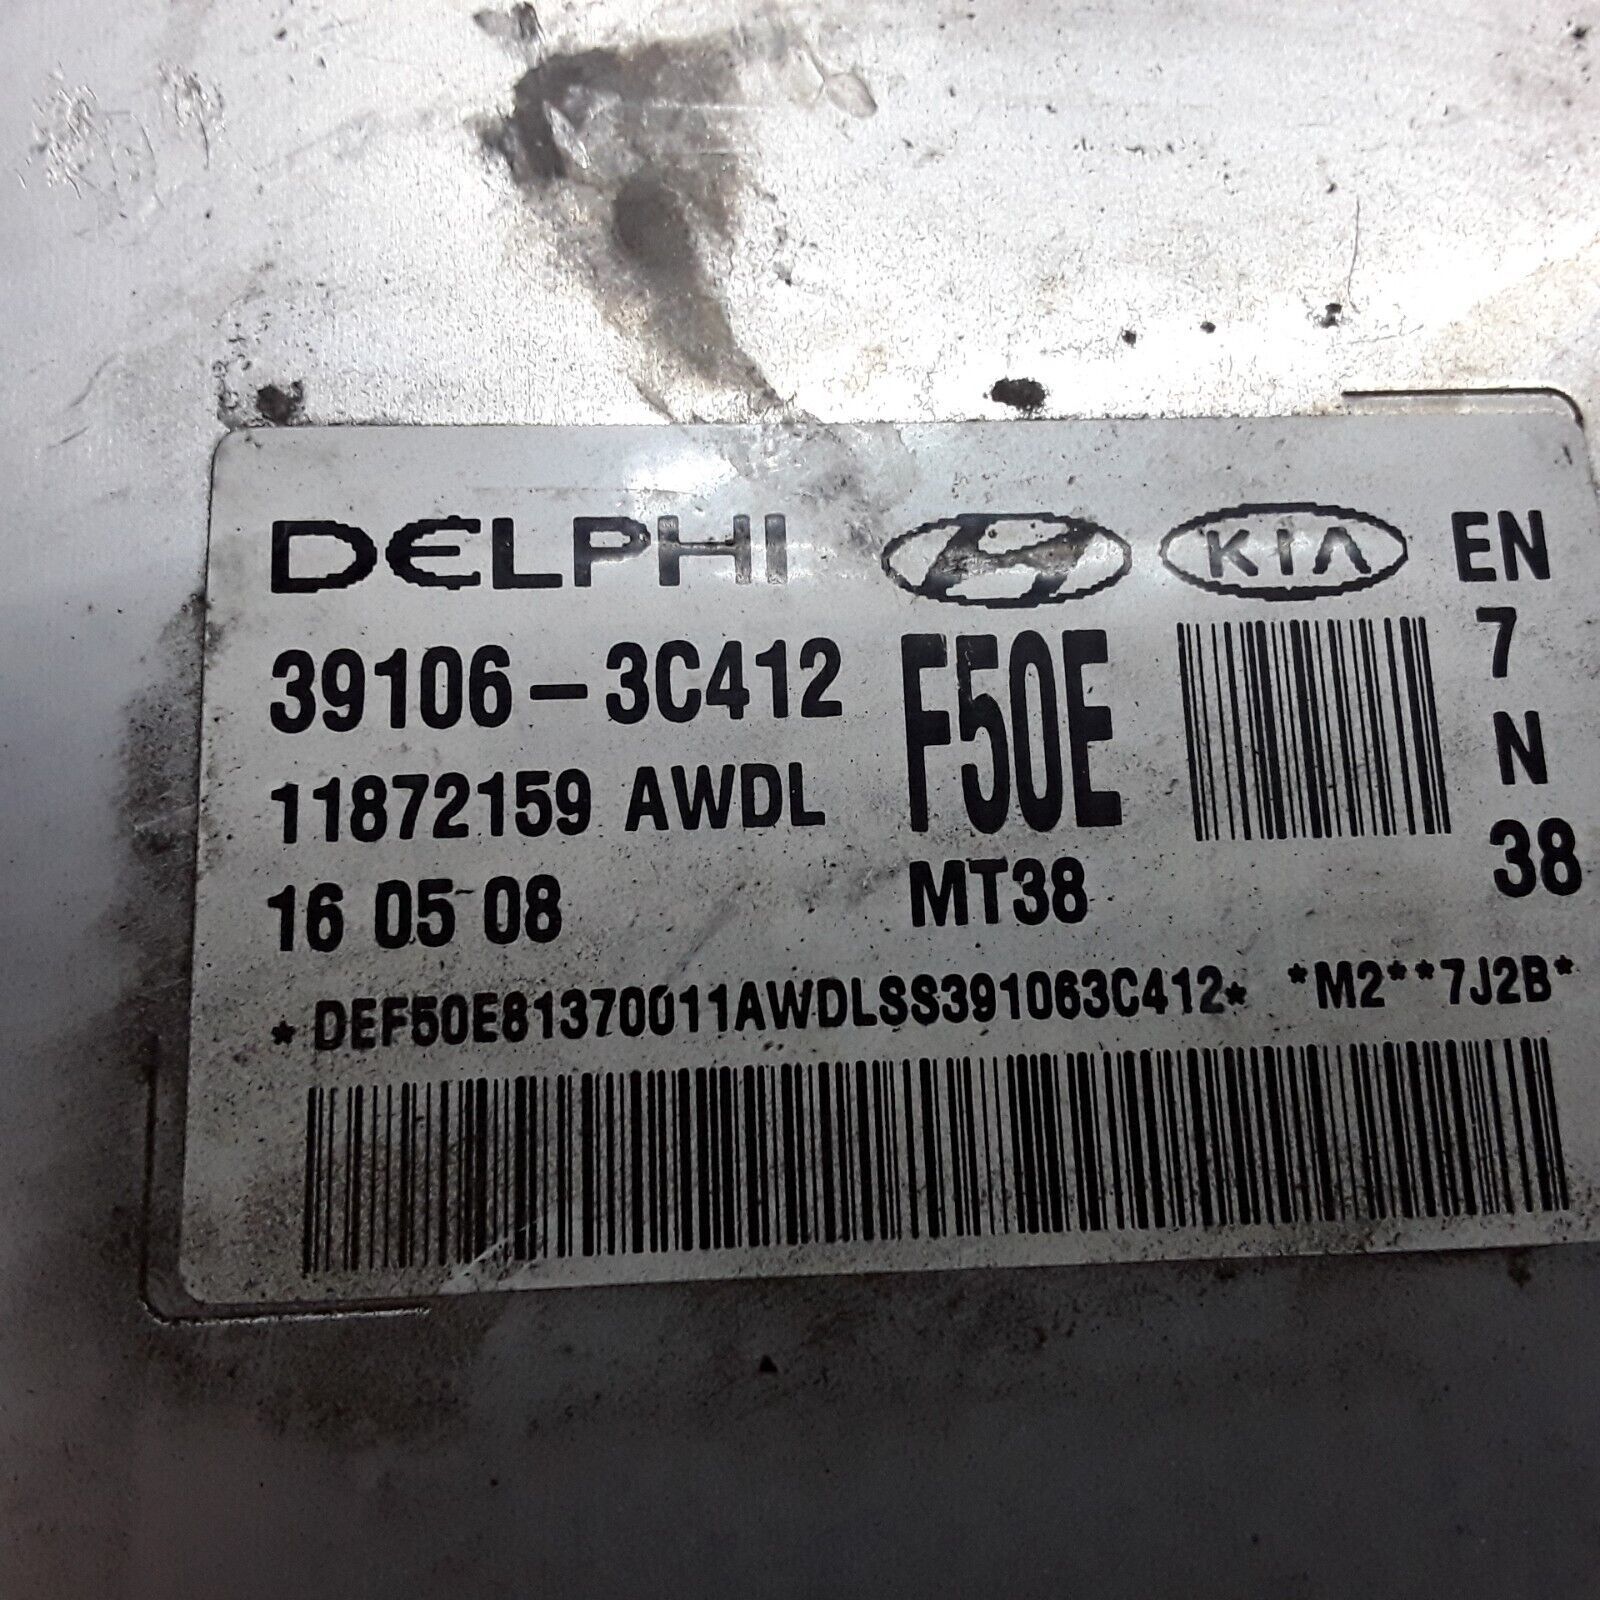 DELPHI KIA EN
39106-3C412 F50E 7
11872159 AWDL N
16 05 08 MT38 38
*DEF50E81370011AWDLSS391063C412* *M2**7J2B*